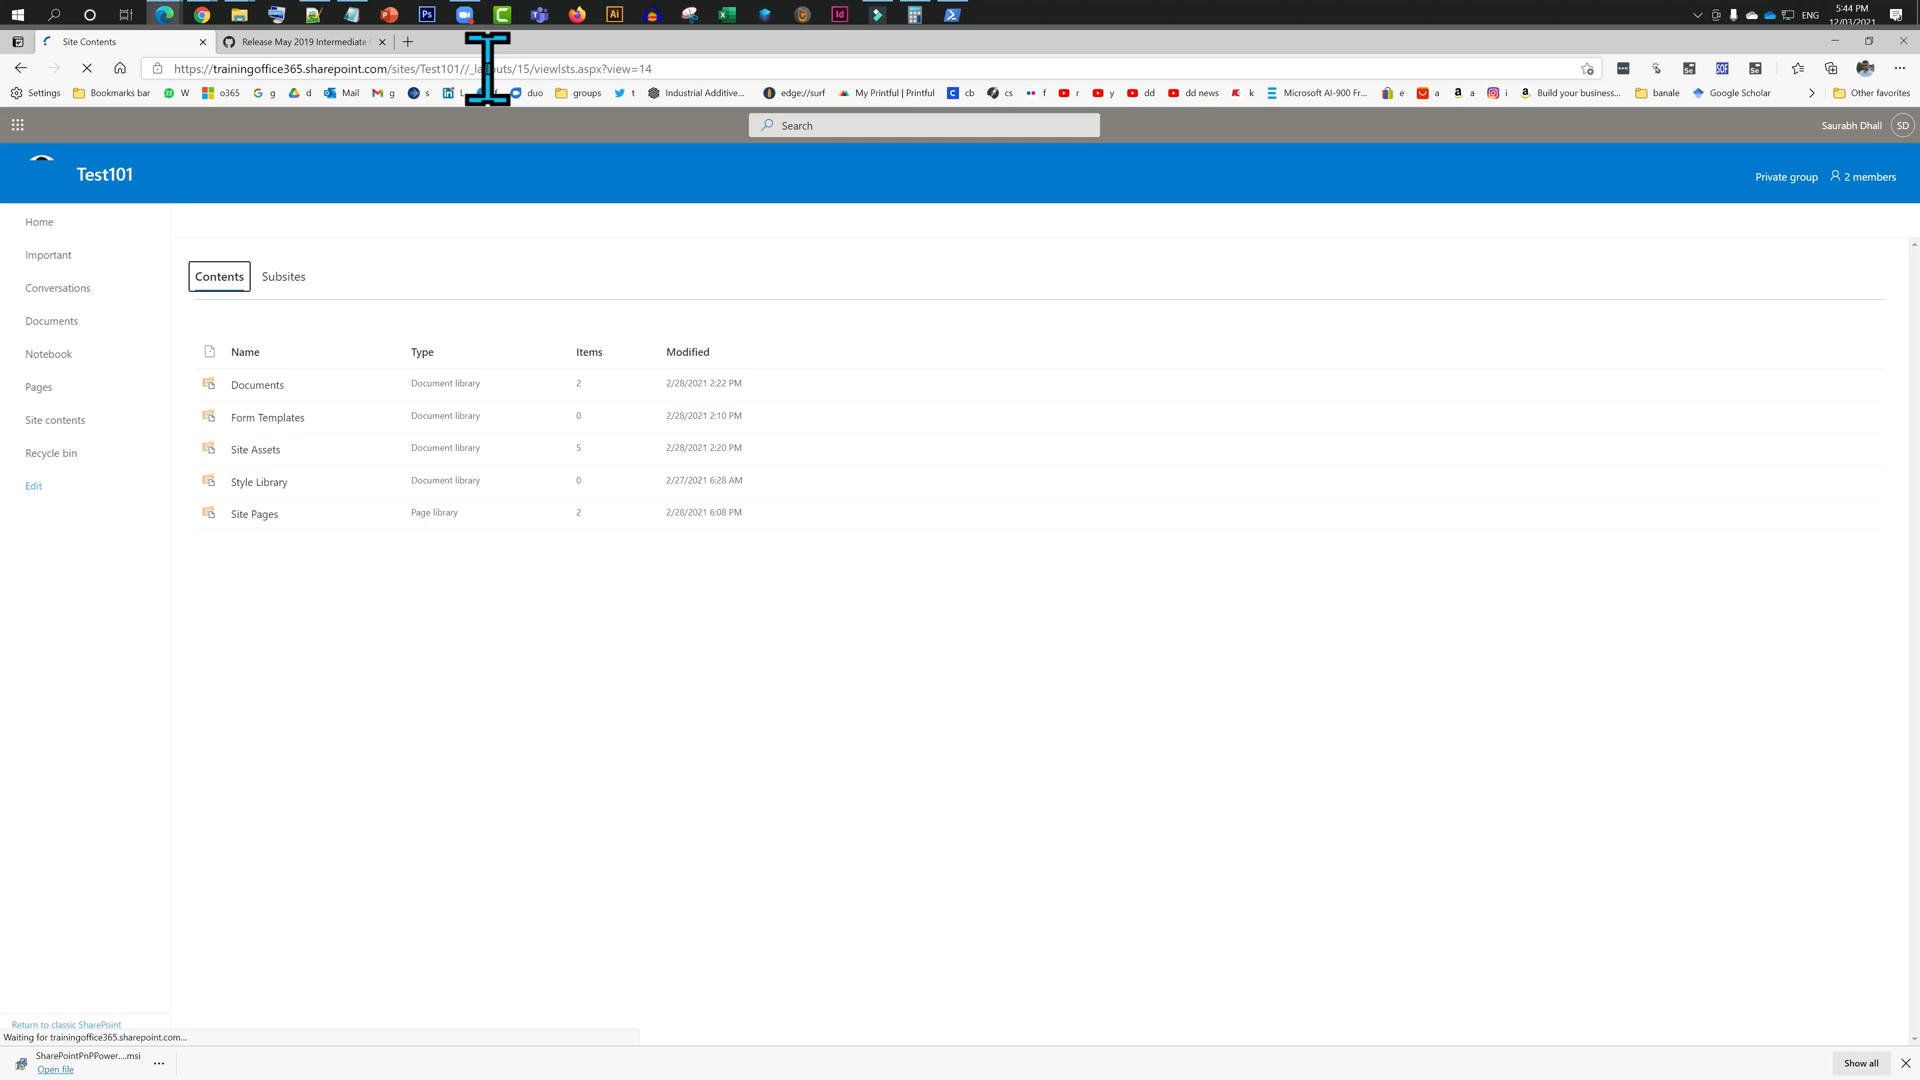 5:44 PM
ENG
12/03/2021
Site Contents
Release May 2019 Intermediate
https://trainingoffice365.sharepoint.com/sites/Test101//_layouts/15/viewlsts.aspx?view=14
Settings
Bookmarks bar
W
o365
g
d
Mail
g
s
duo
groups
t
Industrial Additive...
edge://surf
My Printful | Printful
cb
cs
f
r
y
dd
dd news
k
Microsoft AI-900 Fr...
e
a
a
i
Build your business...
banale
Google Scholar
Other favorites
Search
Saurabh Dhall
SD
Test101
Private group
2 members
Home
Important
Conversations
Documents
Notebook
Pages
Site contents
Recycle bin
Edit
Contents
Subsites
Name Type Items Modified
Documents Document library 2 2/28/2021 2:22 PM
Form Templates Document library 0 2/28/2021 2:10 PM
Site Assets Document library 5 2/28/2021 2:20 PM
Style Library Document library 0 2/27/2021 6:28 AM
Site Pages Page library 2 2/28/2021 6:08 PM
Return to classic SharePoint
Waiting for trainingoffice365.sharepoint.com...
SharePointPnPPower....msi
Open file
Show all